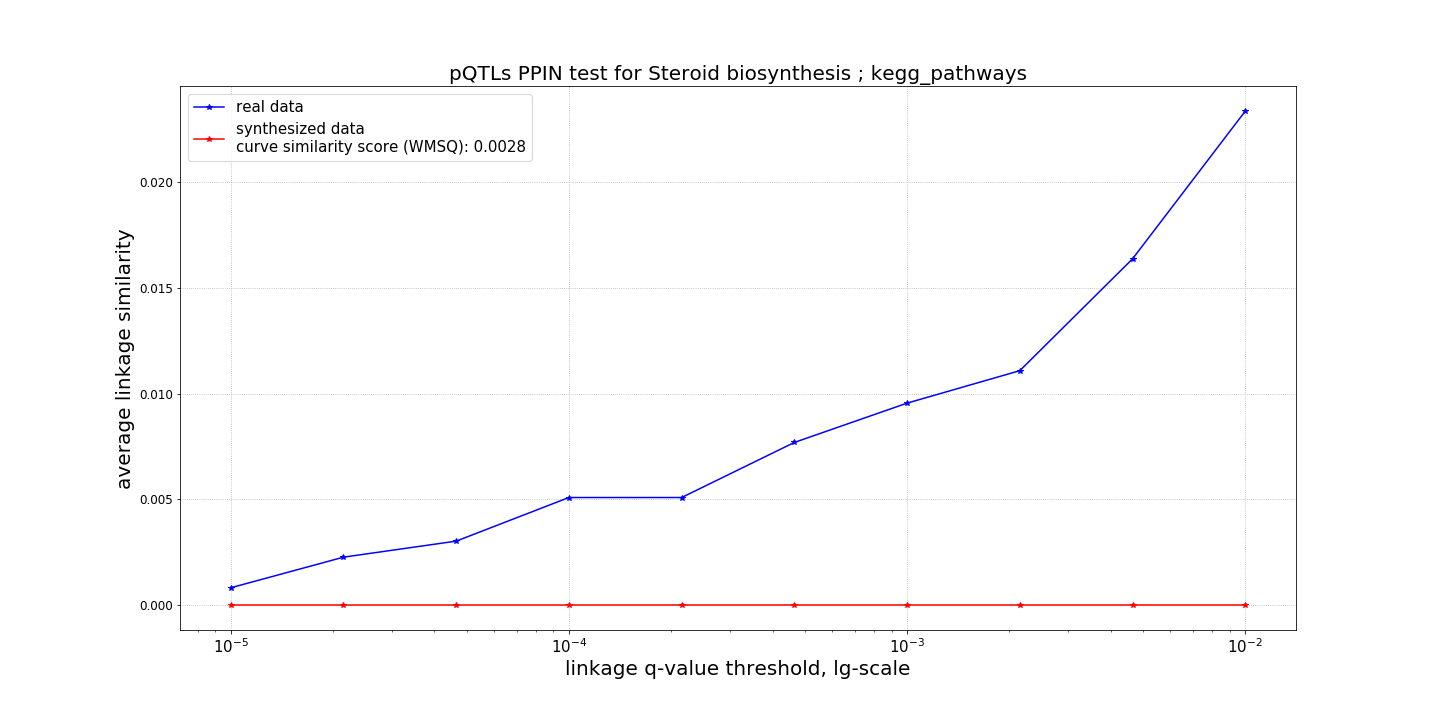 pQTLs PPIN test for Steroid biosynthesis ; kegg_pathways
real data
synthesized data
curve similarity score (WMSQ): 0.0028
average linkage similarity
0.020
0.015
0.010
0.005
0.000
10^{-5} 10^{-4} 10^{-3} 10^{-2}
linkage q-value threshold, lg-scale